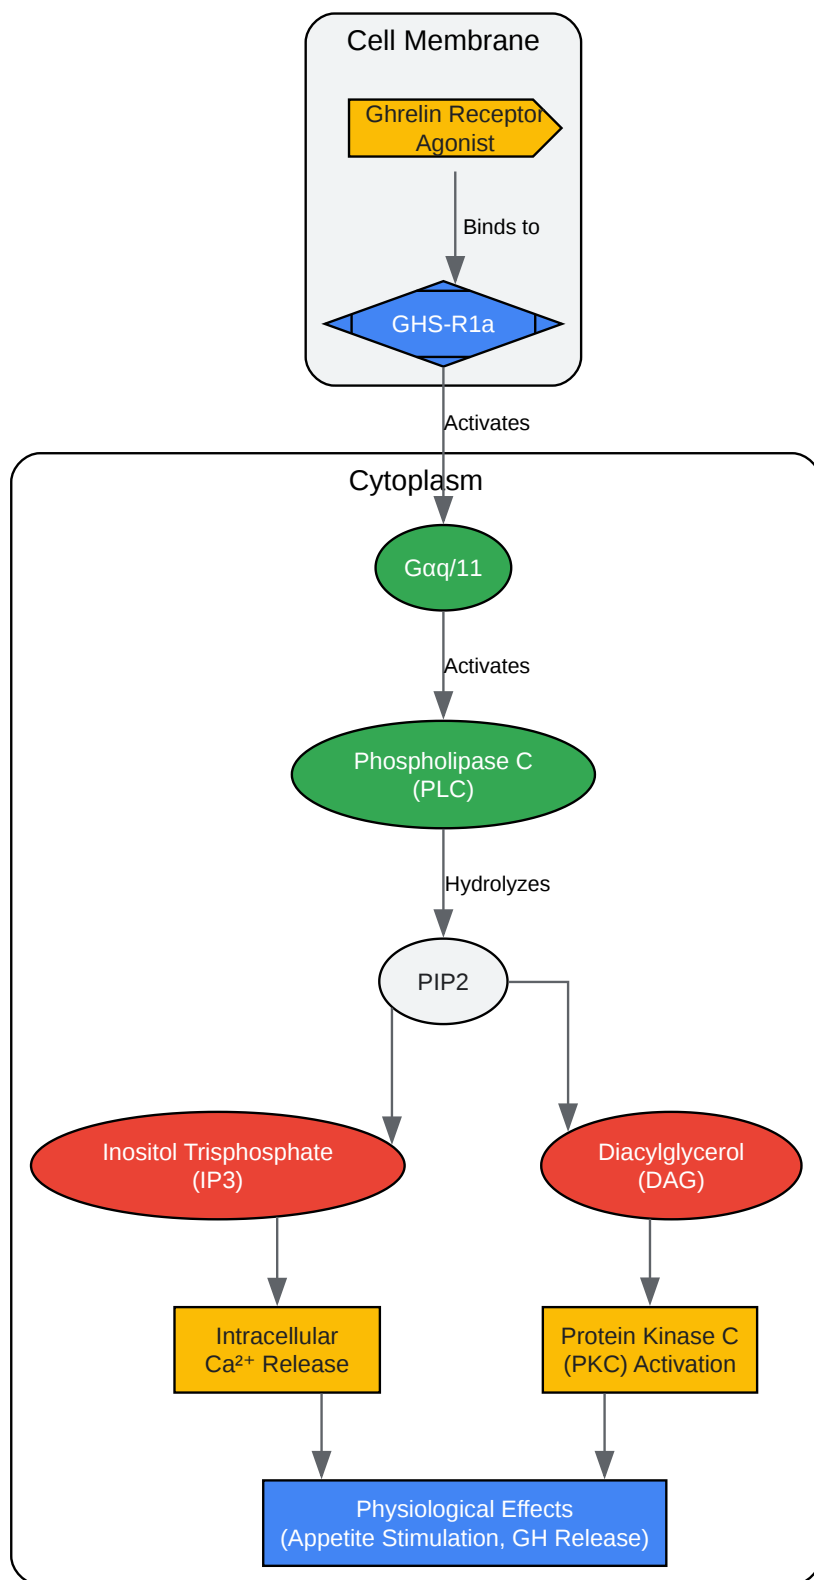 Cell Membrane
Ghrelin Receptor
Agonist
Binds to
GHS-R1a
Activates
Cytoplasm
Gαq/11
Activates
Phospholipase C
(PLC)
Hydrolyzes
PIP2
Inositol Trisphosphate
(IP3)
Diacylglycerol
(DAG)
Intracellular
Ca²⁺ Release
Protein Kinase C
(PKC) Activation
Physiological Effects
(Appetite Stimulation, GH Release)